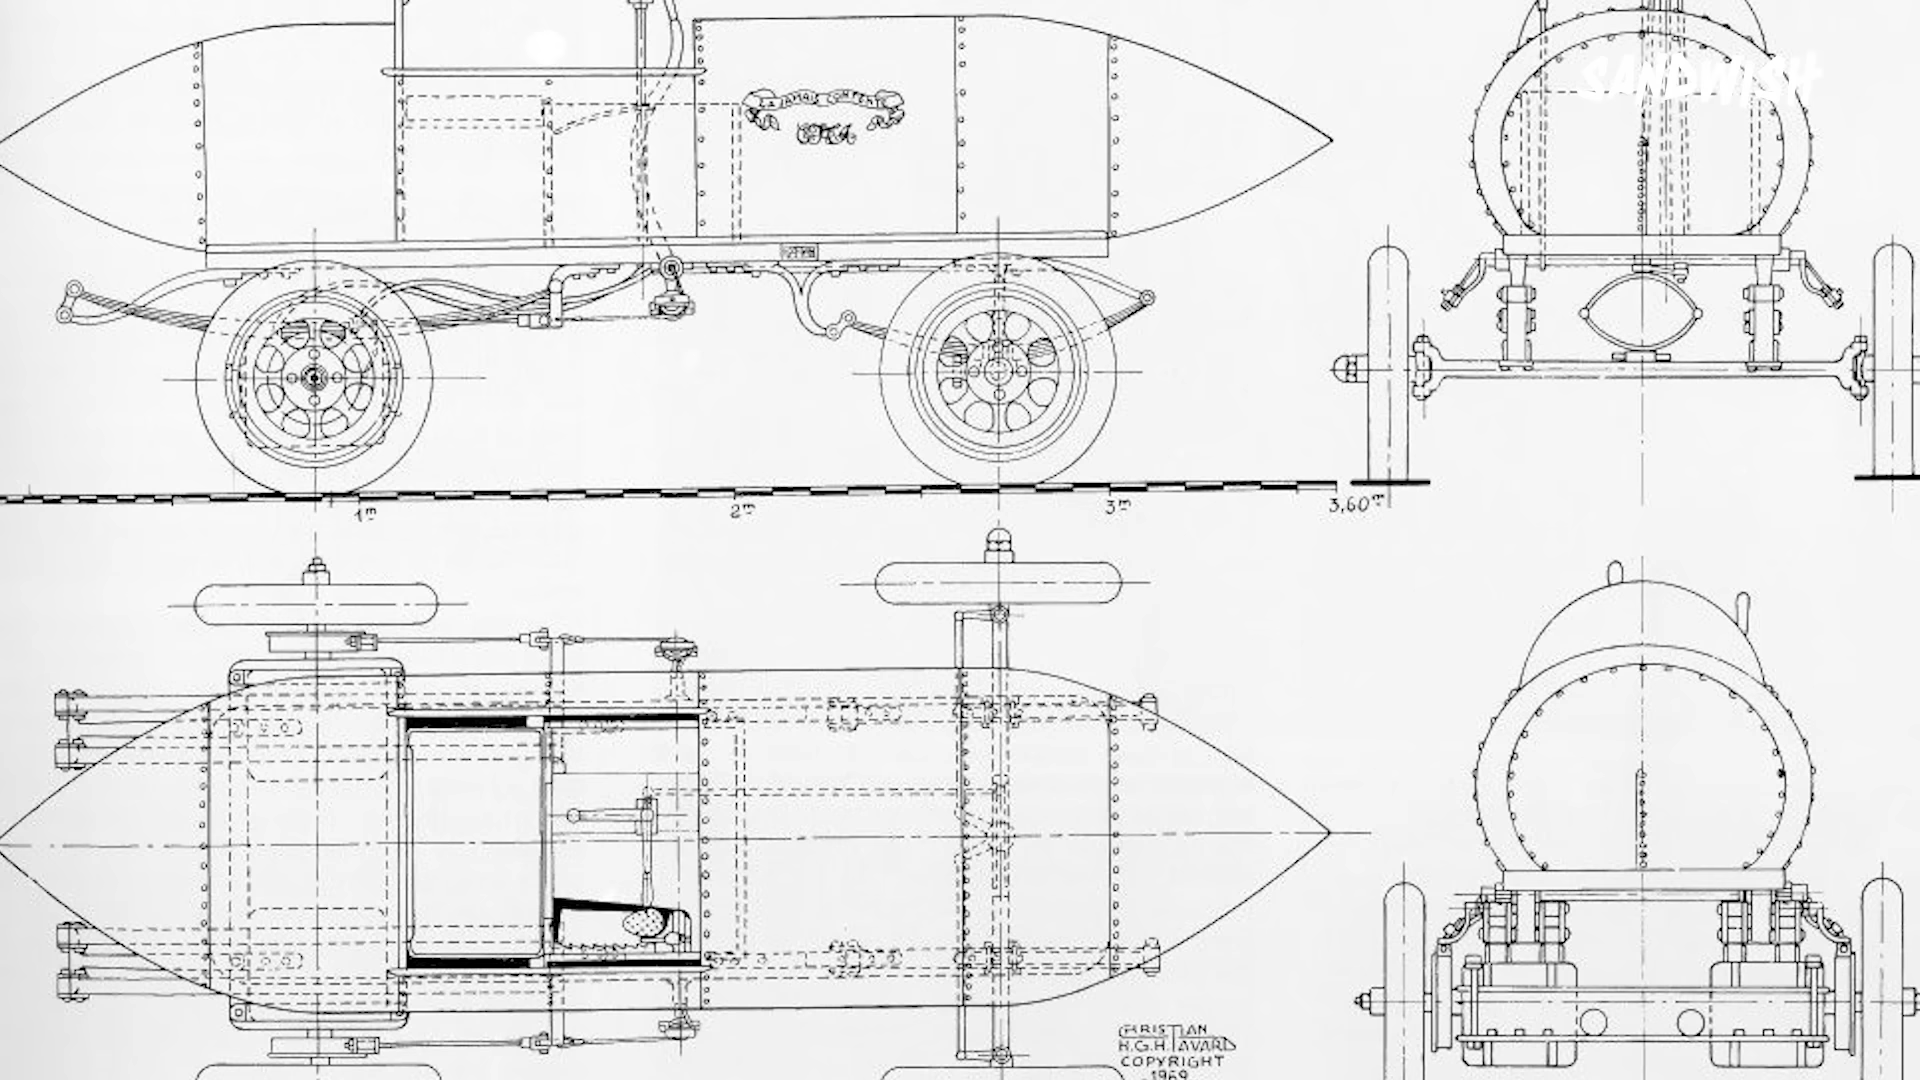 SANDWISH
LA JAMAIS CONTENTE
1m
2m
3m
3,60m
CHRISTIAN
H.G.H. TAVARD
COPYRIGHT
1969